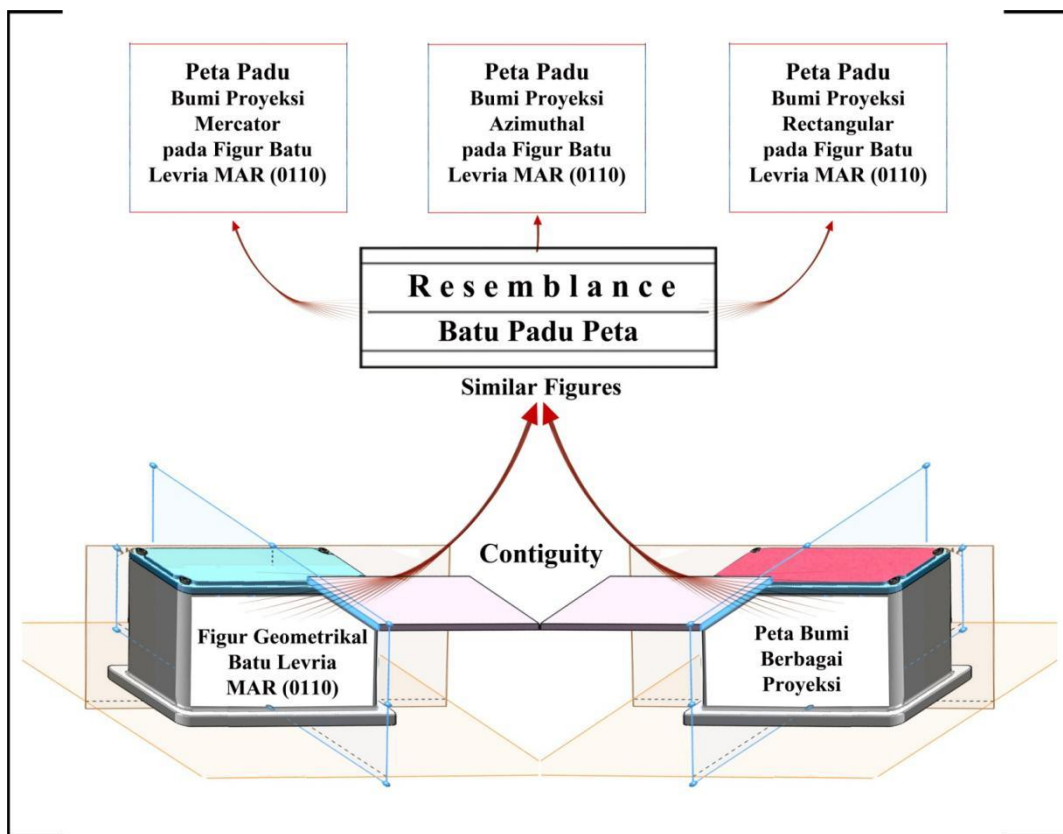 Peta Padu
Bumi Proyeksi
Mercator
pada Figur Batu
Levria MAR (0110)
Peta Padu
Bumi Proyeksi
Azimuthal
pada Figur Batu
Levria MAR (0110)
Peta Padu
Bumi Proyeksi
Rectangular
pada Figur Batu
Levria MAR (0110)
Resemblance
Batu Padu Peta
Similar Figures
Contiguity
Figur Geometrikal
Batu Levria
MAR (0110)
Peta Bumi
Berbagai
Proyeksi